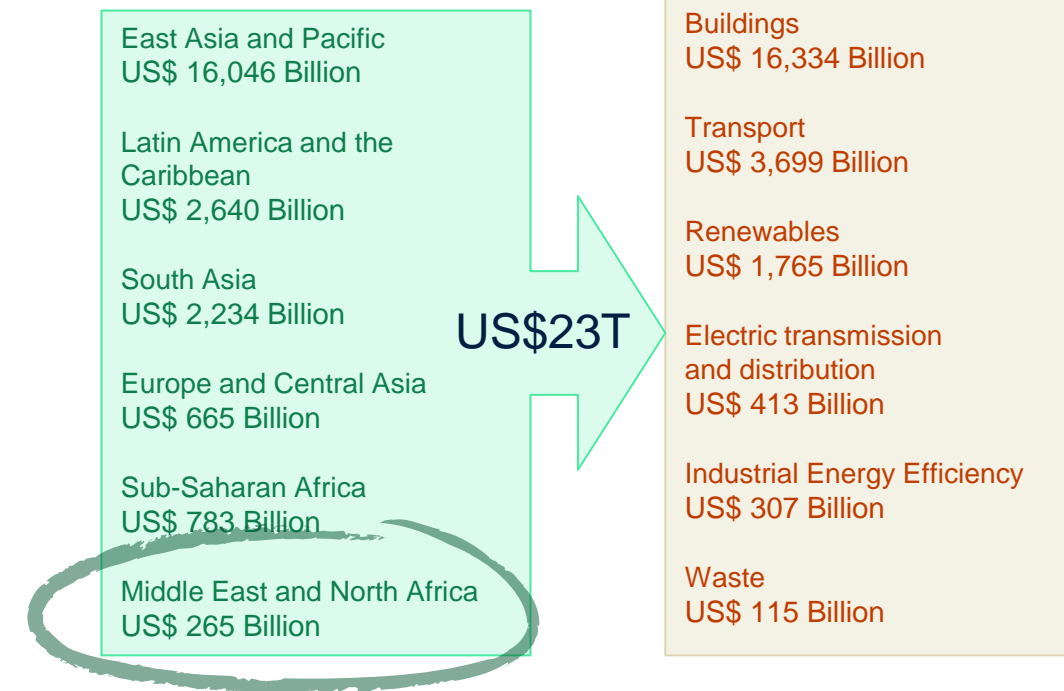 East Asia and Pacific
US$ 16,046 Billion
Latin America and the
Caribbean
US$ 2,640 Billion
South Asia
US$ 2,234 Billion
Europe and Central Asia
US$ 665 Billion
Sub-Saharan Africa
US$ 783 Billion
Middle East and North Africa
US$ 265 Billion
US$23T
Buildings
US$ 16,334 Billion
Transport
US$ 3,699 Billion
Renewables
US$ 1,765 Billion
Electric transmission
and distribution
US$ 413 Billion
Industrial Energy Efficiency
US$ 307 Billion
Waste
US$ 115 Billion